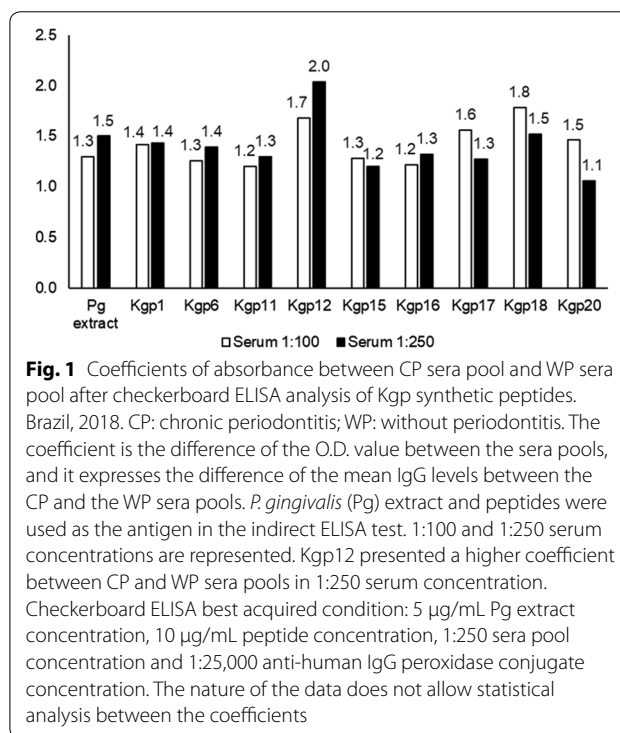 2.5
2.0
1.5
1.0
0.5
0.0
1.3 1.5 1.4 1.4 1.3 1.4 1.2 1.3 1.7 2.0 1.3 1.2 1.2 1.3 1.6 1.3 1.8 1.5 1.5 1.1
Pg extract Kgp1 Kgp6 Kgp11 Kgp12 Kgp15 Kgp16 Kgp17 Kgp18 Kgp20
Serum 1:100 Serum 1:250
Fig. 1 Coefficients of absorbance between CP sera pool and WP sera
pool after checkerboard ELISA analysis of Kgp synthetic peptides.
Brazil, 2018. CP: chronic periodontitis; WP: without periodontitis. The
coefficient is the difference of the O.D. value between the sera pools,
and it expresses the difference of the mean IgG levels between the
CP and the WP sera pools. P. gingivalis (Pg) extract and peptides were
used as the antigen in the indirect ELISA test. 1:100 and 1:250 serum
concentrations are represented. Kgp12 presented a higher coefficient
between CP and WP sera pools in 1:250 serum concentration.
Checkerboard ELISA best acquired condition: 5 μg/mL Pg extract
concentration, 10 μg/mL peptide concentration, 1:250 sera pool
concentration and 1:25,000 anti-human IgG peroxidase conjugate
concentration. The nature of the data does not allow statistical
analysis between the coefficients